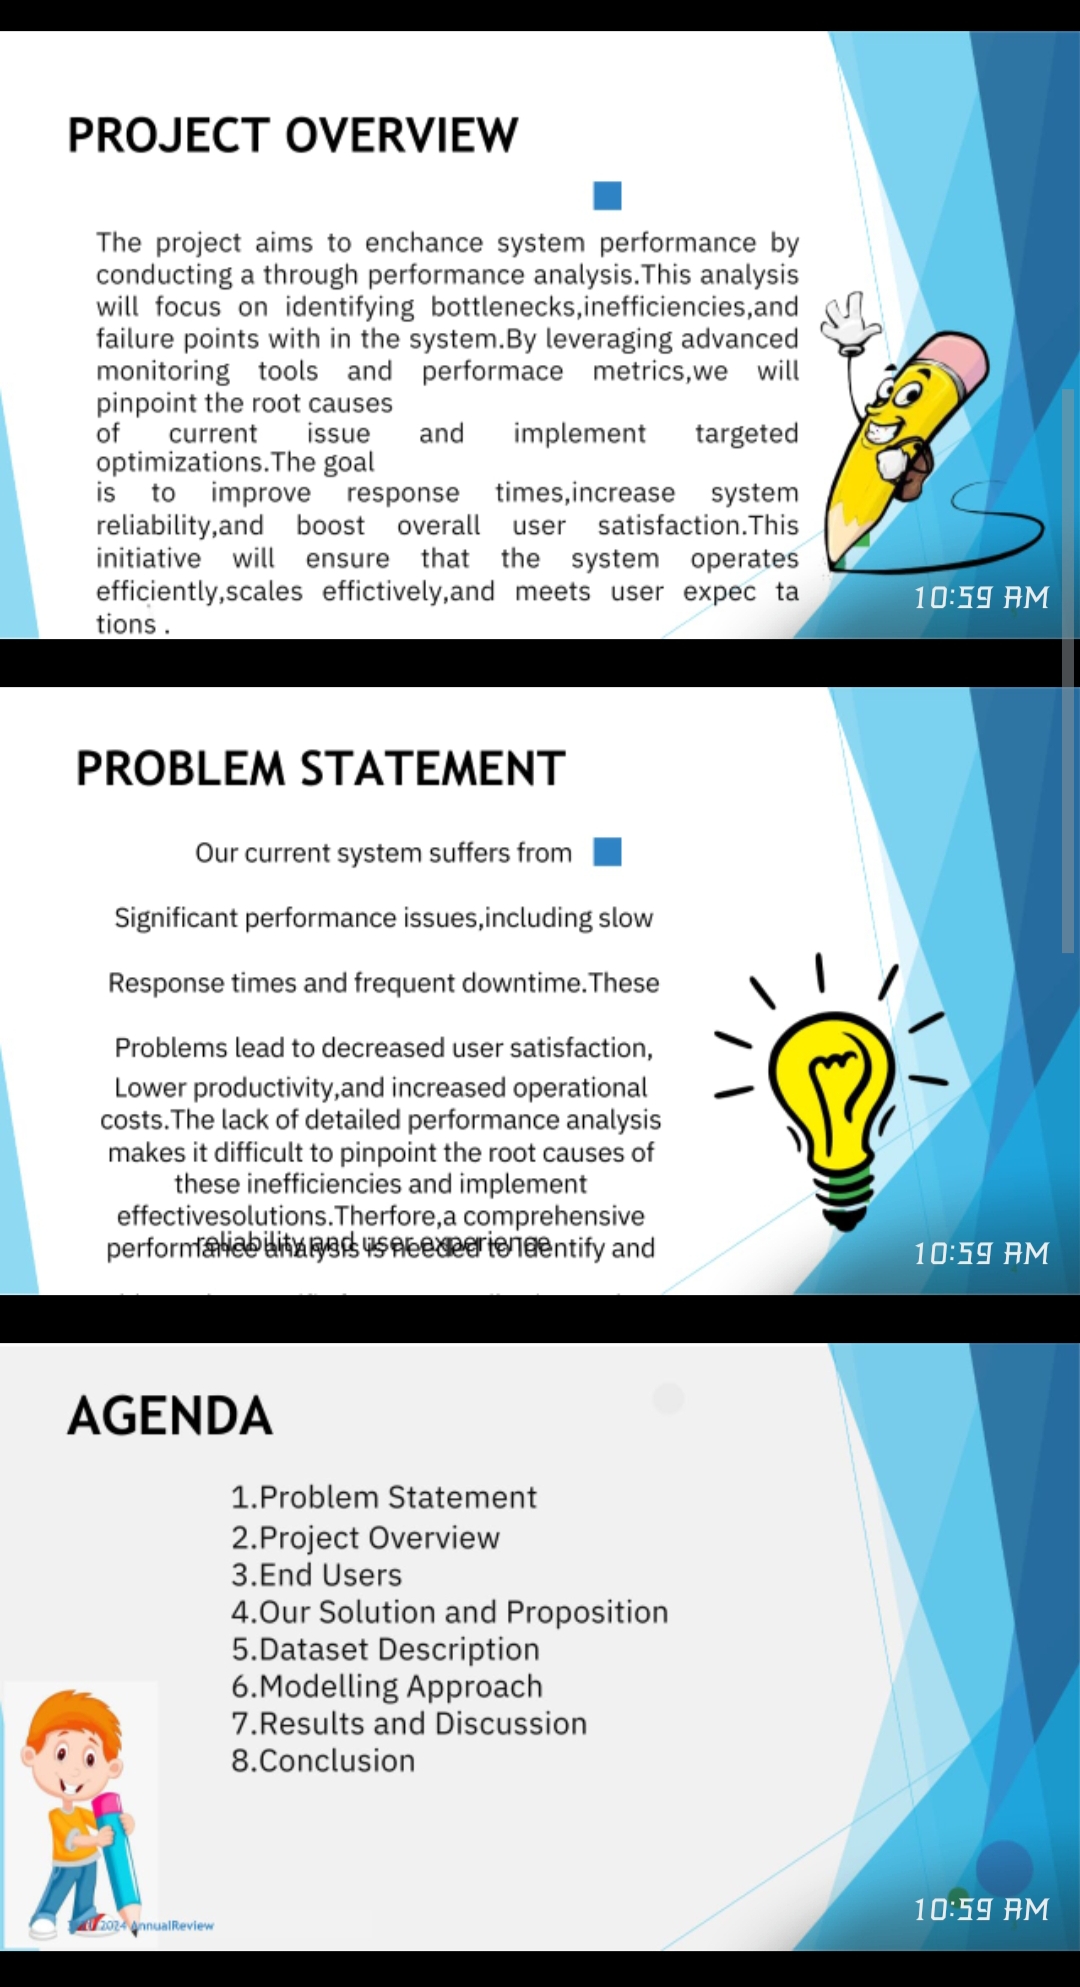 PROJECT OVERVIEW
The project aims to enchance system performance by
conducting a through performance analysis.This analysis
will focus on identifying bottlenecks,inefficiencies,and
failure points with in the system.By leveraging advanced
monitoring tools and performace metrics,we will
pinpoint the root causes
of current issue and implement targeted
optimizations.The goal
is to improve response times,increase system
reliability,and boost overall user satisfaction.This
initiative will ensure that the system operates
efficiently,scales effictively,and meets user expec ta
tions .
10:59 AM
PROBLEM STATEMENT
Our current system suffers from
Significant performance issues,including slow
Response times and frequent downtime.These
Problems lead to decreased user satisfaction,
Lower productivity,and increased operational
costs.The lack of detailed performance analysis
makes it difficult to pinpoint the root causes of
these inefficiencies and implement
effectivesolutions.Therfore,a comprehensive
performance analysis is needed to identify and
reliability,and user experience
10:59 AM
AGENDA
1.Problem Statement
2.Project Overview
3.End Users
4.Our Solution and Proposition
5.Dataset Description
6.Modelling Approach
7.Results and Discussion
8.Conclusion
2024 AnnualReview
10:59 AM